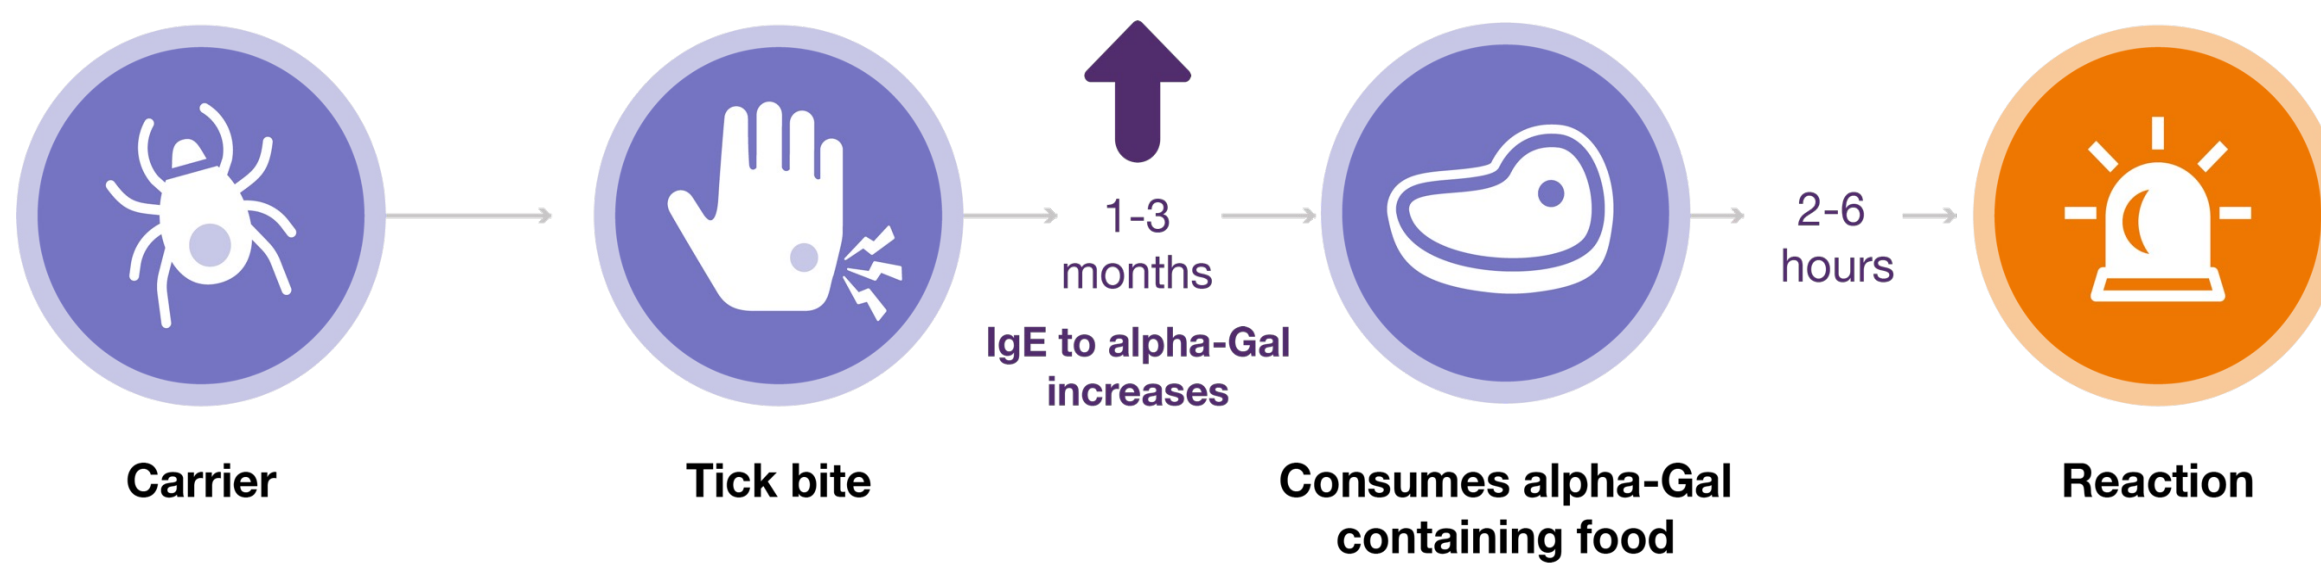 1-3
months
IgE to alpha-Gal
increases
2-6
hours
Carrier
Tick bite
Consumes alpha-Gal
containing food
Reaction